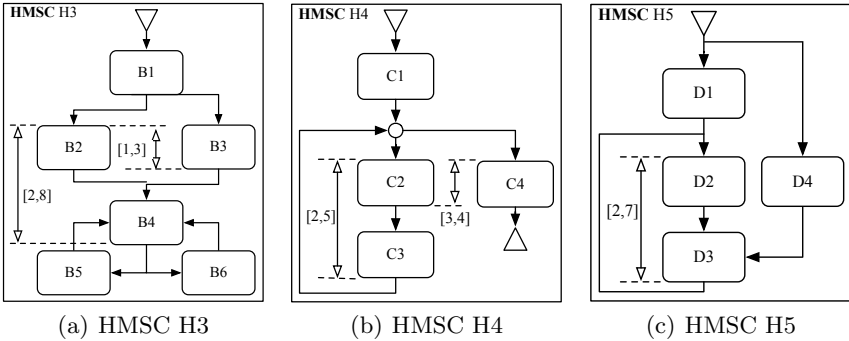 HMSC H3
B1
B2
[1,3]
B3
[2,8]
B4
B5
B6
(a) HMSC H3
HMSC H4
C1
C2
[3,4]
C4
[2,5]
C3
(b) HMSC H4
HMSC H5
D1
D2
D4
[2,7]
D3
(c) HMSC H5